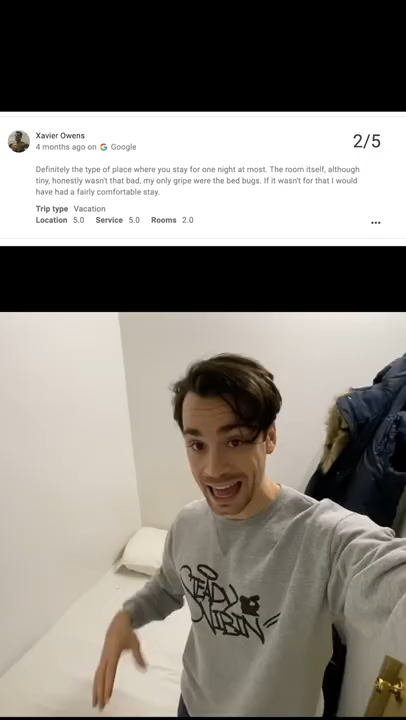 Xavier Owens
2/5
4 months ago on Google
Definitely the type of place where you stay for one night at most. The room itself, although
tiny, honestly wasn't that bad, my only gripe were the bed bugs. If it wasn't for that I would
have had a fairly comfortable stay.
Trip type Vacation
Location 5.0 Service 5.0 Rooms 2.0
STEADY
VIBIN